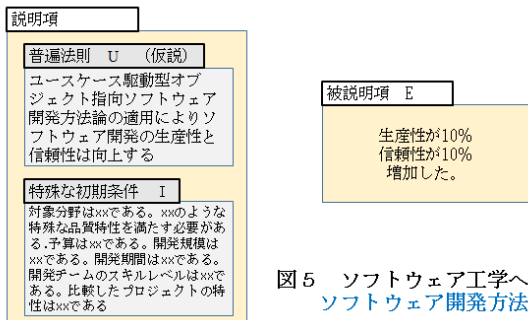 説明項
普遍法則 U (仮説)
ユースケース駆動型オブ
ジェクト指向ソフトウェア
開発方法論の適用によりソ
フトウェア開発の生産性と
信頼性は向上する
特殊な初期条件 I
対象分野はxxである。xxのような
特殊な品質特性を満たす必要があ
る.予算はxxである。開発規模は
xxである。開発期間はxxである。
開発チームのスキルレベルはxxで
ある。比較したプロジェクトの特
性はxxである
被説明項 E
生産性が10%
信頼性が10%
増加した。
図5 ソフトウェア工学へ
ソフトウェア開発方法